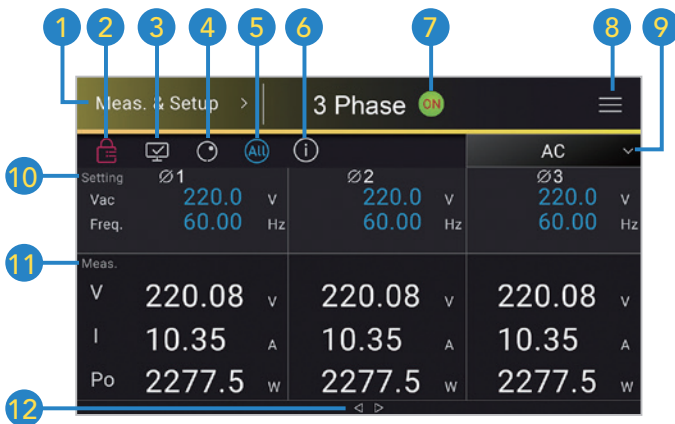 1 2 3 4 5 6 7 8 9
Meas. & Setup > 3 Phase ON
All i AC
10 Setting Ø1 Ø2 Ø3
Vac 220.0 V 220.0 V 220.0 V
Freq. 60.00 Hz 60.00 Hz 60.00 Hz
11 Meas.
V 220.08 V 220.08 V 220.08 V
I 10.35 A 10.35 A 10.35 A
Po 2277.5 W 2277.5 W 2277.5 W
12